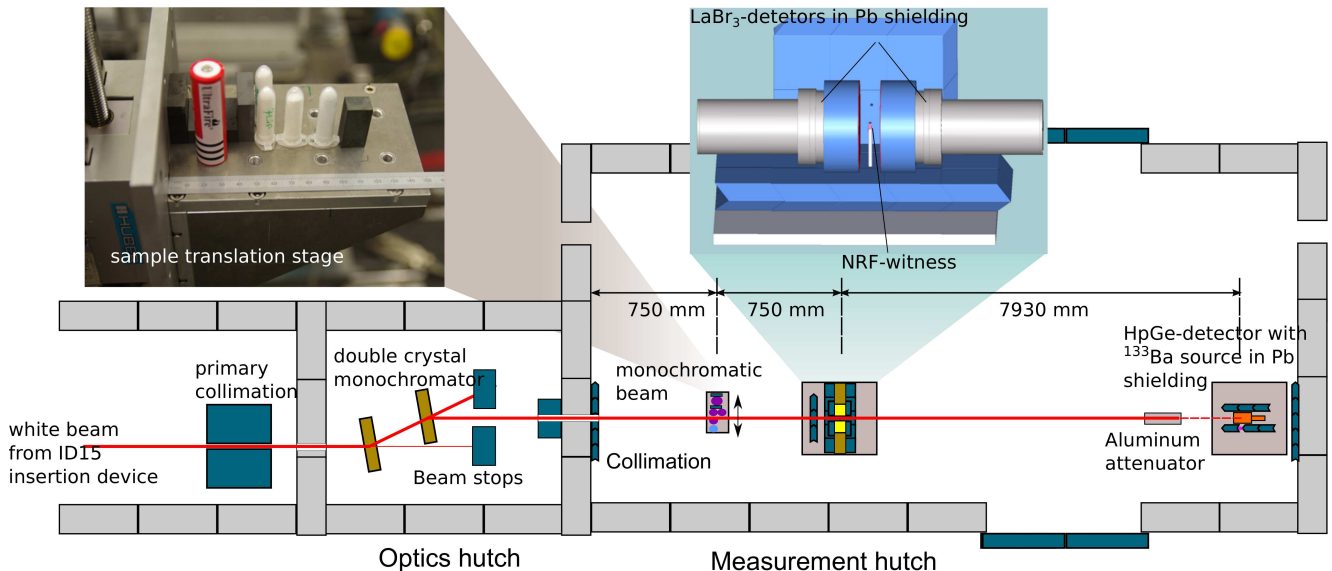 LaBr₃-detetors in Pb shielding
UltraFire
HUBE
sample translation stage
NRF-witness
750 mm
750 mm
7930 mm
HpGe-detector with
¹³³Ba source in Pb
shielding
double crystal
monochromator
primary
collimation
monochromatic
beam
white beam
from ID15
insertion device
Beam stops
Collimation
Aluminum
attenuator
Optics hutch
Measurement hutch